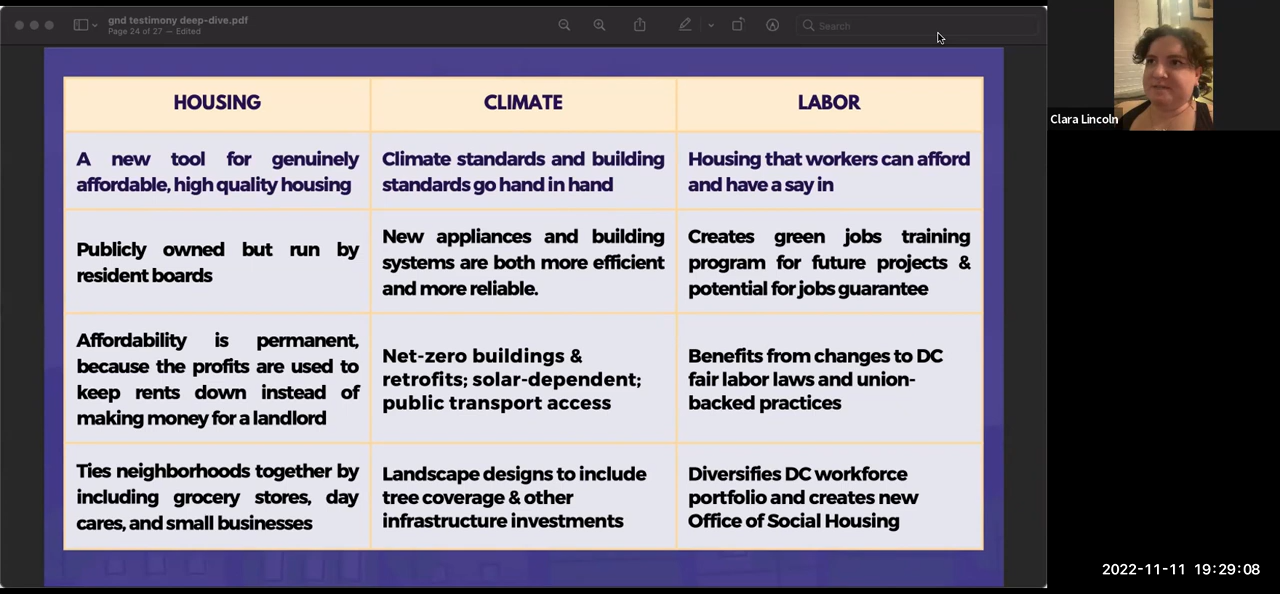 gnd testimony deep-dive.pdf
Page 24 of 27 — Edited
Search
Clara Lincoln
HOUSING
CLIMATE
LABOR
A new tool for genuinely
affordable, high quality housing
Climate standards and building
standards go hand in hand
Housing that workers can afford
and have a say in
Publicly owned but run by
resident boards
New appliances and building
systems are both more efficient
and more reliable.
Creates green jobs training
program for future projects &
potential for jobs guarantee
Affordability is permanent,
because the profits are used to
keep rents down instead of
making money for a landlord
Net-zero buildings &
retrofits; solar-dependent;
public transport access
Benefits from changes to DC
fair labor laws and union-
backed practices
Ties neighborhoods together by
including grocery stores, day
cares, and small businesses
Landscape designs to include
tree coverage & other
infrastructure investments
Diversifies DC workforce
portfolio and creates new
Office of Social Housing
2022-11-11 19:29:08